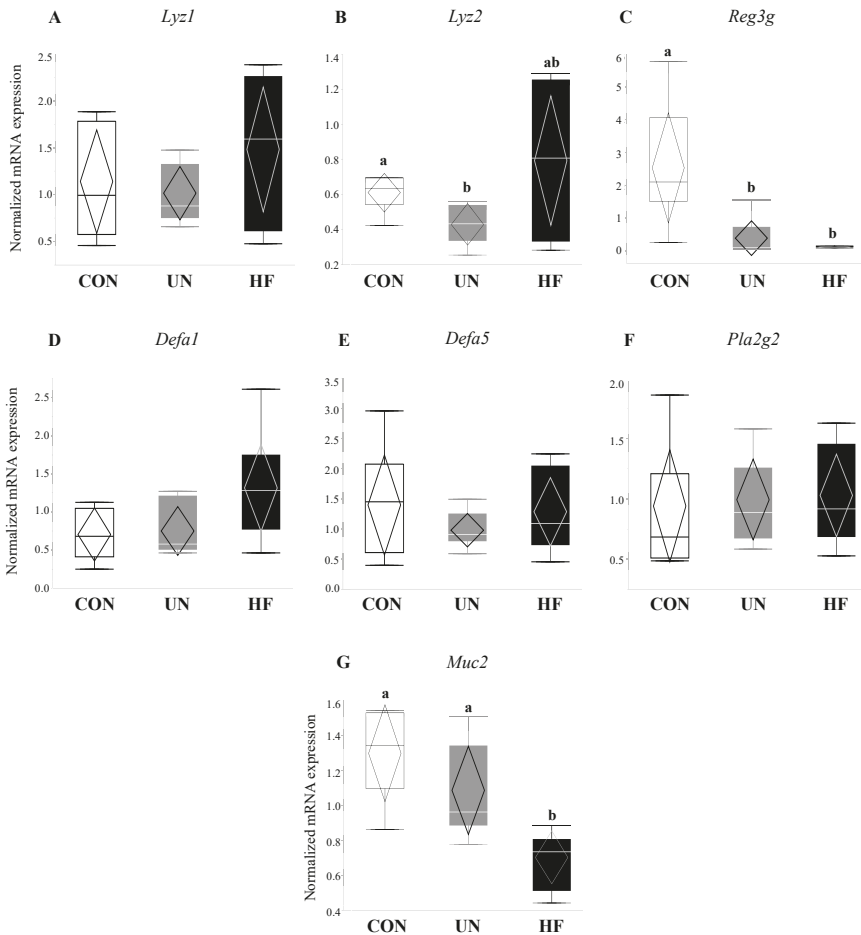 A Lyz1
B Lyz2
C Reg3g
Normalized mRNA expression
2.5
2.0
1.5
1.0
0.5
CON UN HF
1.4
1.2
1.0
0.8
0.6
0.4
0.2
a
b
ab
CON UN HF
6
5
4
3
2
1
0
a
b
b
CON UN HF
D Defa1
E Defa5
F Pla2g2
Normalized mRNA expression
2.5
2.0
1.5
1.0
0.5
0.0
CON UN HF
3.5
3.0
2.5
2.0
1.5
1.0
0.5
0.0
CON UN HF
2.0
1.5
1.0
0.5
CON UN HF
G Muc2
Normalized mRNA expression
1.6
1.4
1.2
1.0
0.8
0.6
0.4
a
a
b
CON UN HF